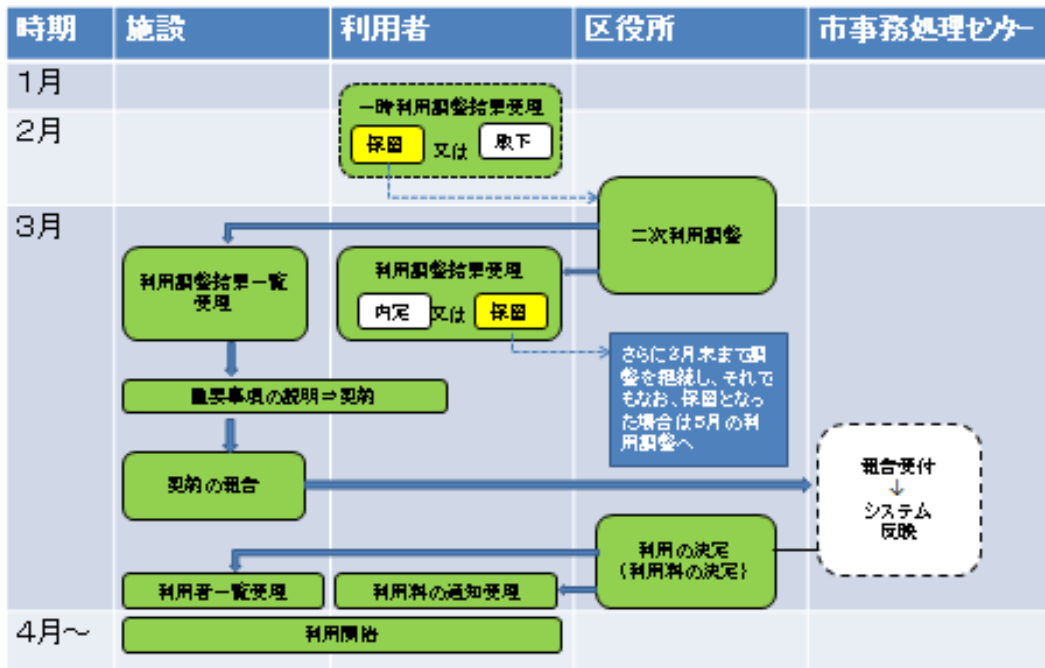 時期 施設 利用者 区役所 市事務処理センター
1月
2月
一時利用調整結果受理
保留 又は 取下
3月
二次利用調整
利用調整結果一覧
受理
利用調整結果受理
内定 又は 保留
さらに3月末まで調
整を継続し、それで
もなお、保留となっ
た場合は5月の利
用調整へ
重要事項の説明⇒契約
契約の報告
報告受付
↓
システム
反映
利用の決定
(利用料の決定)
利用者一覧受理
利用料の通知受理
4月～
利用開始